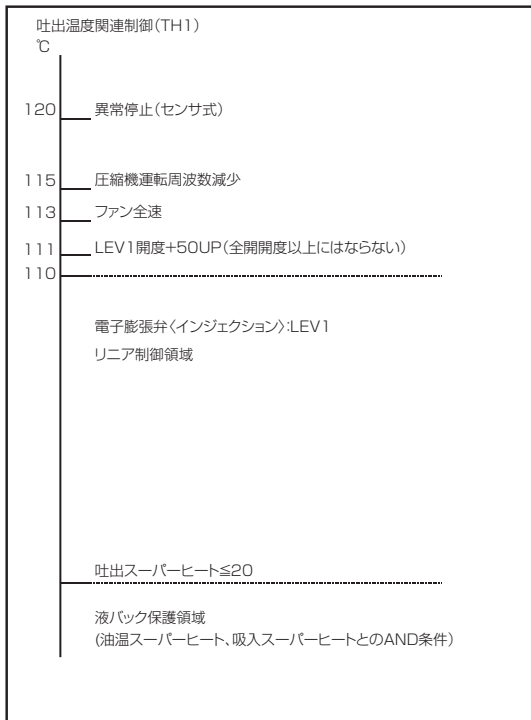 吐出温度関連制御(TH1)
℃
120 異常停止(センサ式)
115 圧縮機運転周波数減少
113 ファン全速
111 LEV1開度+50UP(全開開度以上にはならない)
110
電子膨張弁〈インジェクション〉:LEV1
リニア制御領域
吐出スーパーヒート≦20
液バック保護領域
(油温スーパーヒート、吸入スーパーヒートとのAND条件)